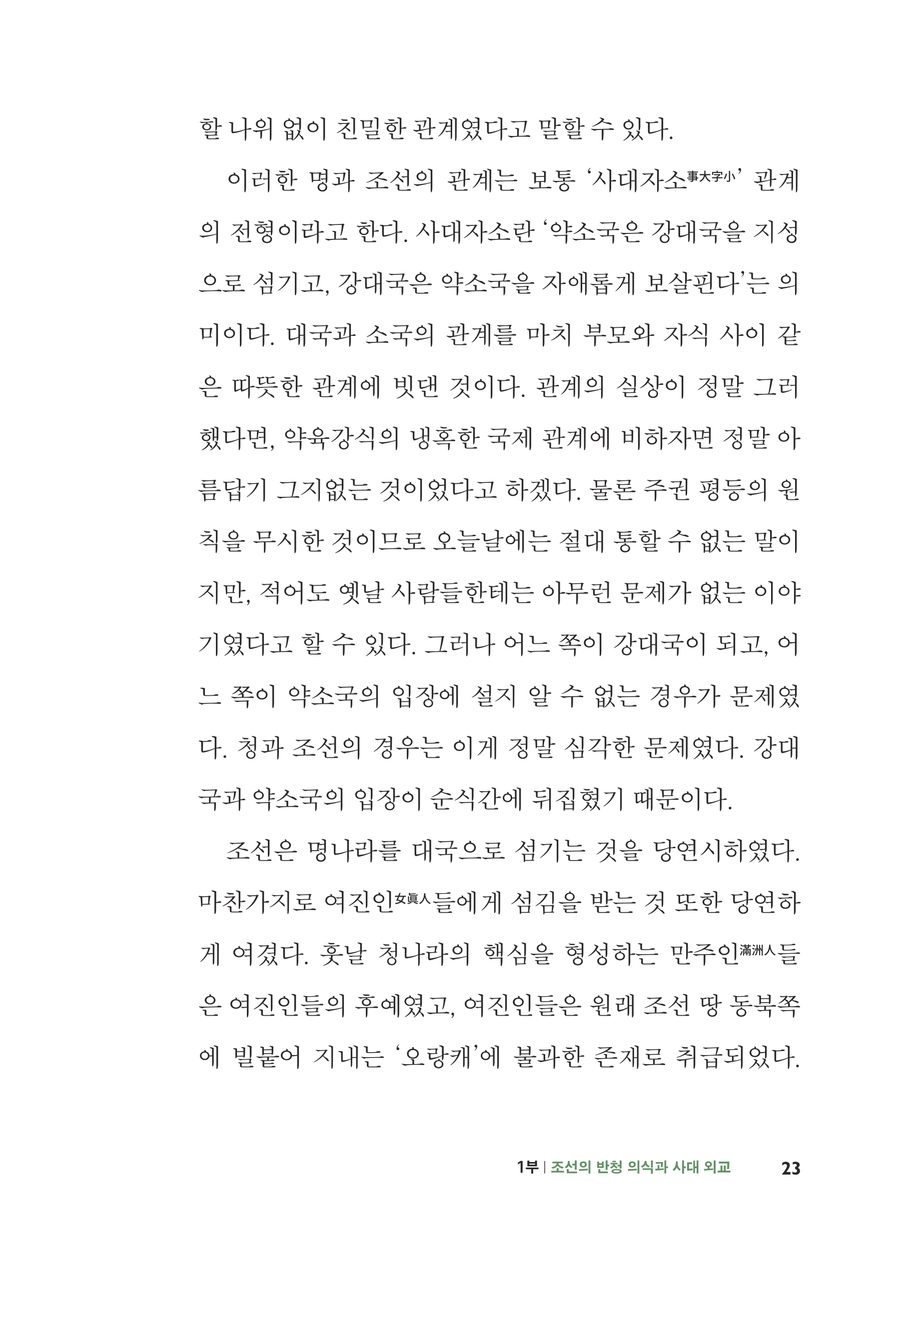 할 나위 없이 친밀한 관계였다고 말할 수 있다.
이러한 명과 조선의 관계는 보통 ‘사대자소事大字小’ 관계
의 전형이라고 한다. 사대자소란 ‘약소국은 강대국을 지성
으로 섬기고, 강대국은 약소국을 자애롭게 보살핀다’는 의
미이다. 대국과 소국의 관계를 마치 부모와 자식 사이 같
은 따뜻한 관계에 빗댄 것이다. 관계의 실상이 정말 그러
했다면, 약육강식의 냉혹한 국제 관계에 비하자면 정말 아
름답기 그지없는 것이었다고 하겠다. 물론 주권 평등의 원
칙을 무시한 것이므로 오늘날에는 절대 통할 수 없는 말이
지만, 적어도 옛날 사람들한테는 아무런 문제가 없는 이야
기였다고 할 수 있다. 그러나 어느 쪽이 강대국이 되고, 어
느 쪽이 약소국의 입장에 설지 알 수 없는 경우가 문제였
다. 청과 조선의 경우는 이게 정말 심각한 문제였다. 강대
국과 약소국의 입장이 순식간에 뒤집혔기 때문이다.
조선은 명나라를 대국으로 섬기는 것을 당연시하였다.
마찬가지로 여진인女眞人들에게 섬김을 받는 것 또한 당연하
게 여겼다. 훗날 청나라의 핵심을 형성하는 만주인滿洲人들
은 여진인들의 후예였고, 여진인들은 원래 조선 땅 동북쪽
에 빌붙어 지내는 ‘오랑캐’에 불과한 존재로 취급되었다.
1부 | 조선의 반청 의식과 사대 외교 23